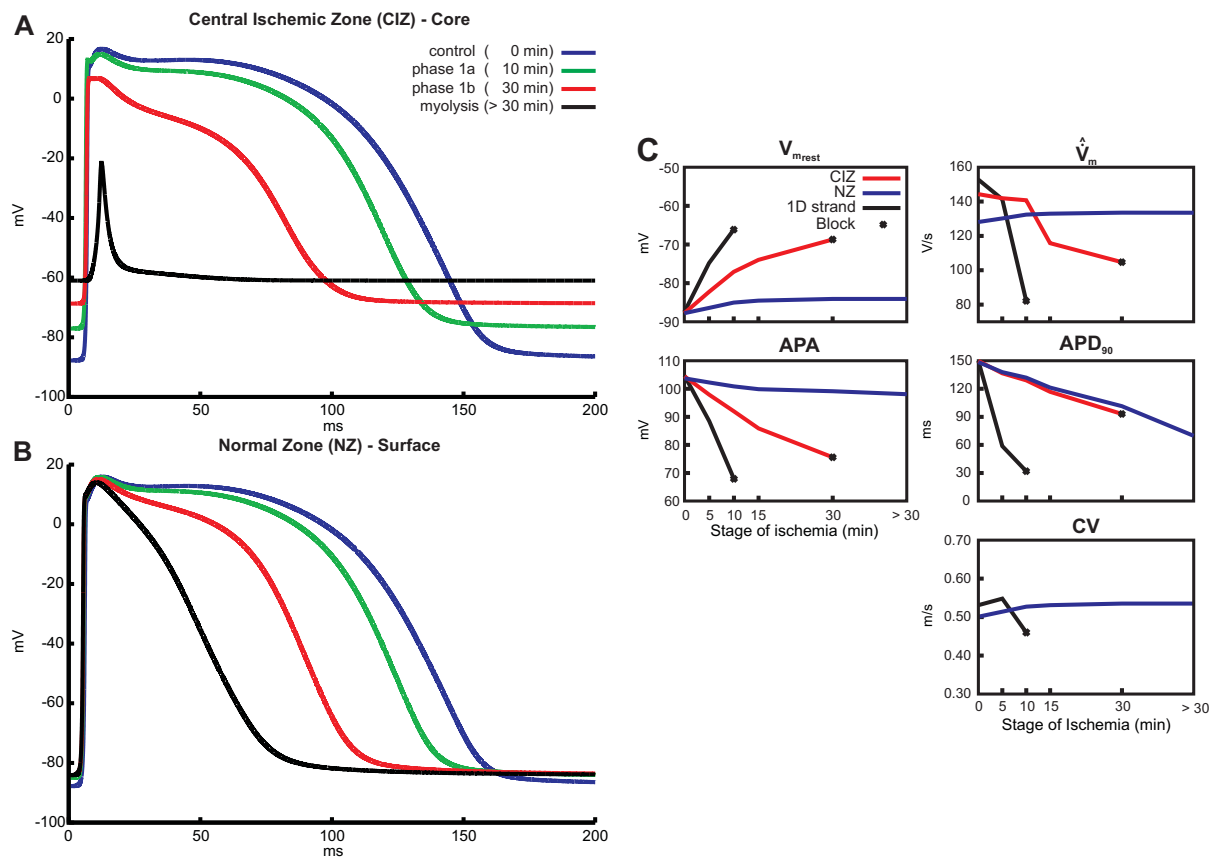 A
Central Ischemic Zone (CIZ) - Core
20
0
-20
-40
-60
-80
-100
mV
control ( 0 min)
phase 1a ( 10 min)
phase 1b ( 30 min)
myolysis (> 30 min)
0
50
100
150
200
ms
B
Normal Zone (NZ) - Surface
20
0
-20
-40
-60
-80
-100
mV
0
50
100
150
200
ms
C
Vmrest
-50
-60
-70
-80
-90
mV
CIZ
NZ
1D strand
Block
V̂̇m
160
140
120
100
80
V/s
APA
110
100
90
80
70
60
mV
0 5 10 15 30 > 30
Stage of ischemia (min)
APD90
150
120
90
60
30
0
ms
CV
0.70
0.60
0.50
0.40
0.30
m/s
0 5 10 15 30 > 30
Stage of Ischemia (min)